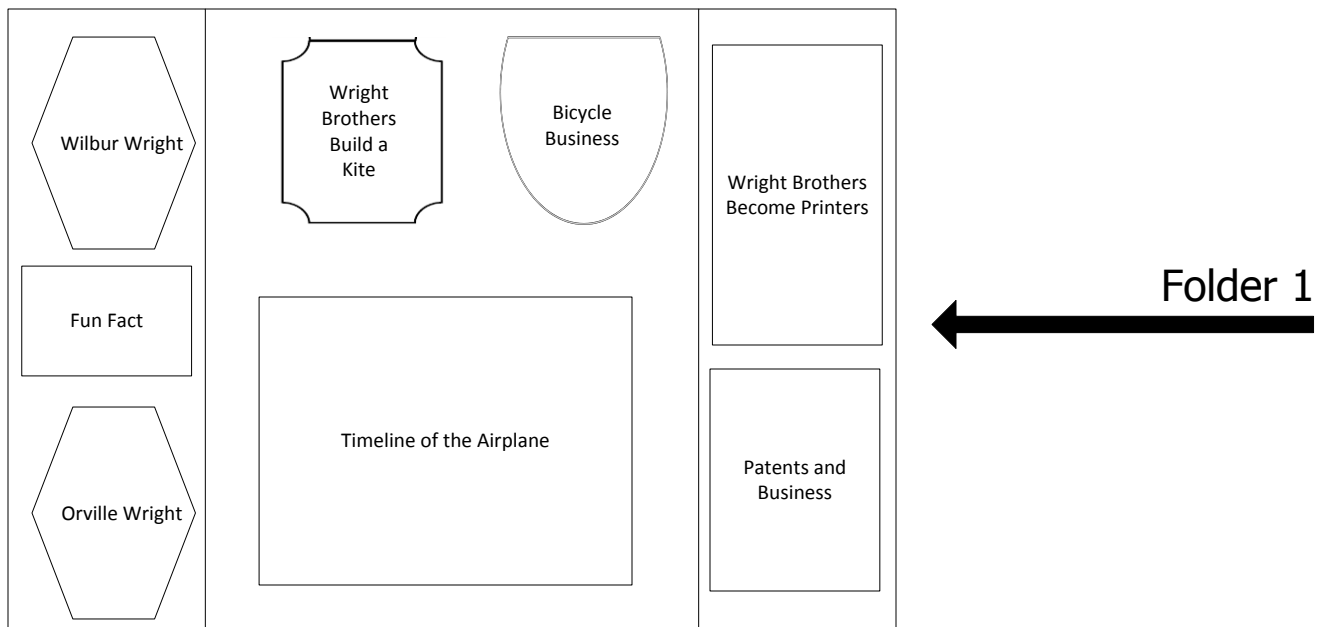 Wilbur Wright
Fun Fact
Orville Wright
Wright
Brothers
Build a
Kite
Bicycle
Business
Timeline of the Airplane
Wright Brothers
Become Printers
Patents and
Business
Folder 1